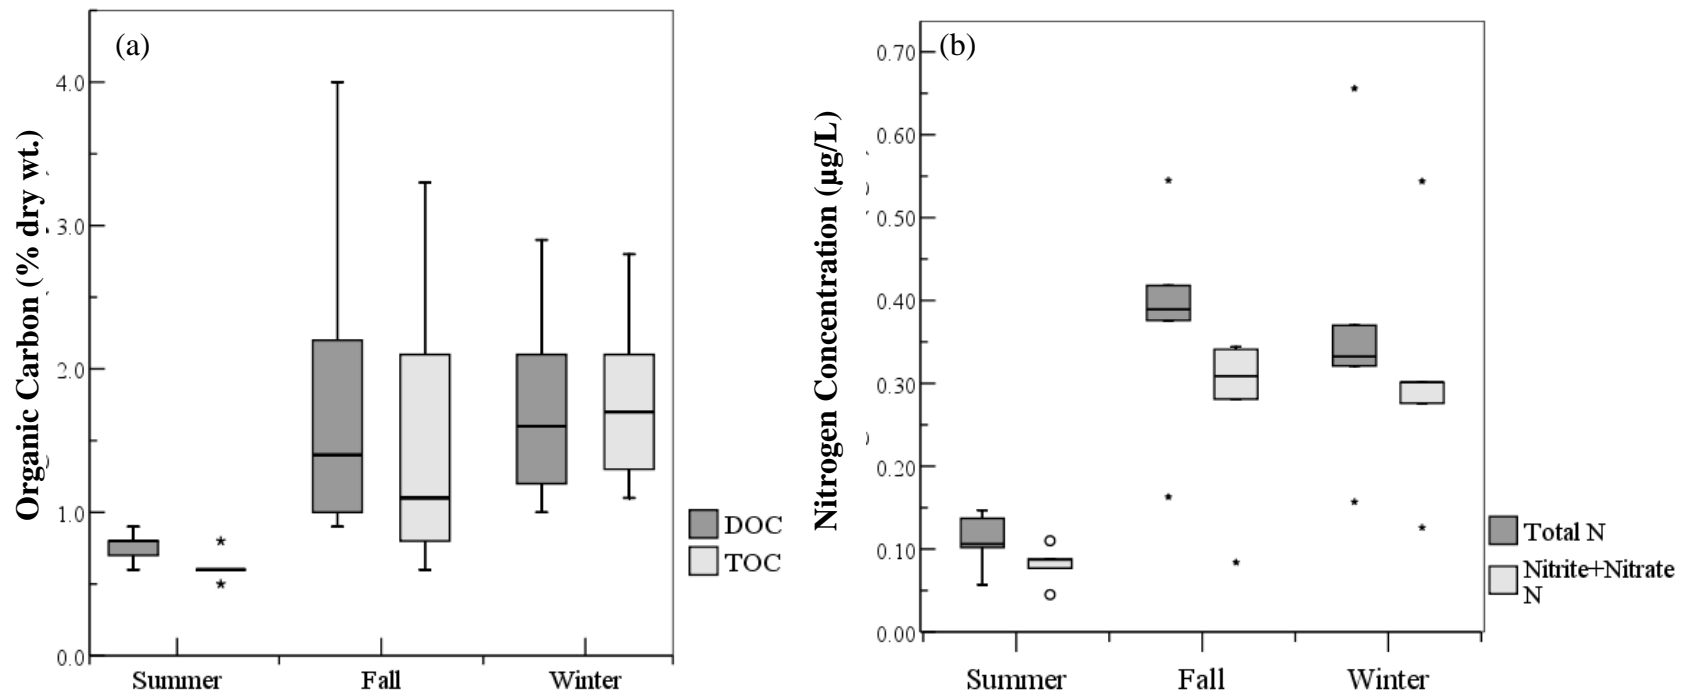 (a)
Organic Carbon (% dry wt.)
4.0
3.0
2.0
1.0
0.0
Summer
Fall
Winter
DOC
TOC
(b)
Nitrogen Concentration (µg/L)
0.70
0.60
0.50
0.40
0.30
0.20
0.10
0.00
Summer
Fall
Winter
Total N
Nitrite+Nitrate
N